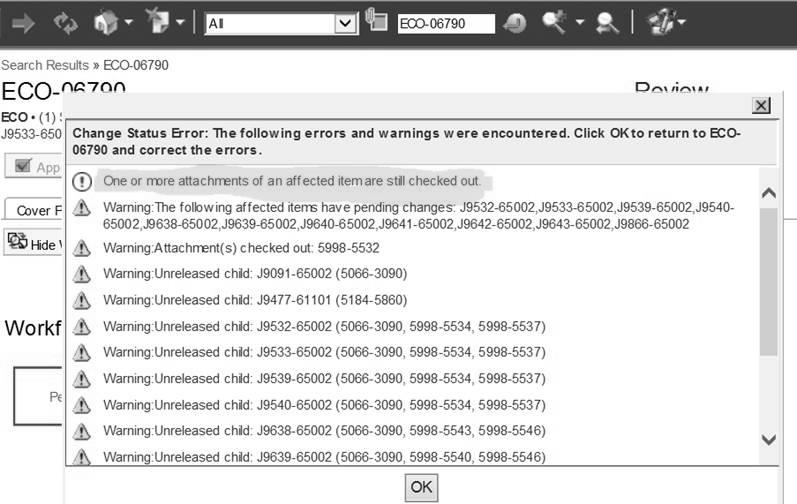 All
ECO-06790
Search Results » ECO-06790
ECO-06790
Review
ECO • (1)
J9533-650
App
Cover F
Hide
Workf
Pe
Change Status Error: The following errors and warnings were encountered. Click OK to return to ECO-
06790 and correct the errors.
One or more attachments of an affected item are still checked out.
Warning:The following affected items have pending changes: J9532-65002,J9533-65002,J9539-65002,J9540-
65002,J9638-65002,J9639-65002,J9640-65002,J9641-65002,J9642-65002,J9643-65002,J9866-65002
Warning:Attachment(s) checked out: 5998-5532
Warning:Unreleased child: J9091-65002 (5066-3090)
Warning:Unreleased child: J9477-61101 (5184-5860)
Warning:Unreleased child: J9532-65002 (5066-3090, 5998-5534, 5998-5537)
Warning:Unreleased child: J9533-65002 (5066-3090, 5998-5534, 5998-5537)
Warning:Unreleased child: J9539-65002 (5066-3090, 5998-5534, 5998-5537)
Warning:Unreleased child: J9540-65002 (5066-3090, 5998-5534, 5998-5537)
Warning:Unreleased child: J9638-65002 (5066-3090, 5998-5543, 5998-5546)
Warning:Unreleased child: J9639-65002 (5066-3090, 5998-5540, 5998-5546)
OK